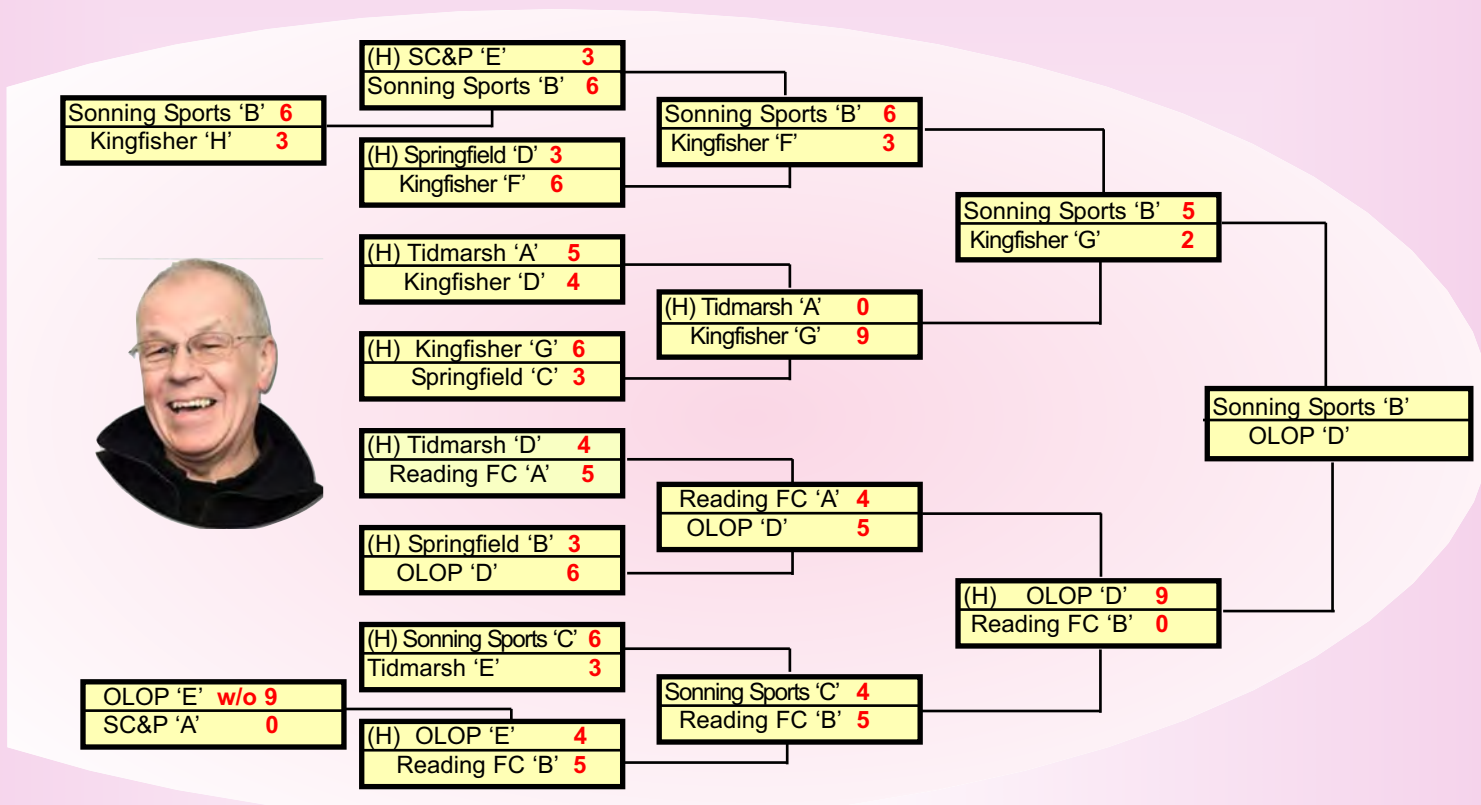 Sonning Sports ‘B’ 6
Kingfisher ‘H’ 3
OLOP ‘E’ w/o 9
SC&P ‘A’ 0
(H) SC&P ‘E’ 3
Sonning Sports ‘B’ 6
(H) Springfield ‘D’ 3
Kingfisher ‘F’ 6
(H) Tidmarsh ‘A’ 5
Kingfisher ‘D’ 4
(H) Kingfisher ‘G’ 6
Springfield ‘C’ 3
(H) Tidmarsh ‘D’ 4
Reading FC ‘A’ 5
(H) Springfield ‘B’ 3
OLOP ‘D’ 6
(H) Sonning Sports ‘C’ 6
Tidmarsh ‘E’ 3
(H) OLOP ‘E’ 4
Reading FC ‘B’ 5
Sonning Sports ‘B’ 6
Kingfisher ‘F’ 3
(H) Tidmarsh ‘A’ 0
Kingfisher ‘G’ 9
Reading FC ‘A’ 4
OLOP ‘D’ 5
Sonning Sports ‘C’ 4
Reading FC ‘B’ 5
Sonning Sports ‘B’ 5
Kingfisher ‘G’ 2
(H) OLOP ‘D’ 9
Reading FC ‘B’ 0
Sonning Sports ‘B’
OLOP ‘D’